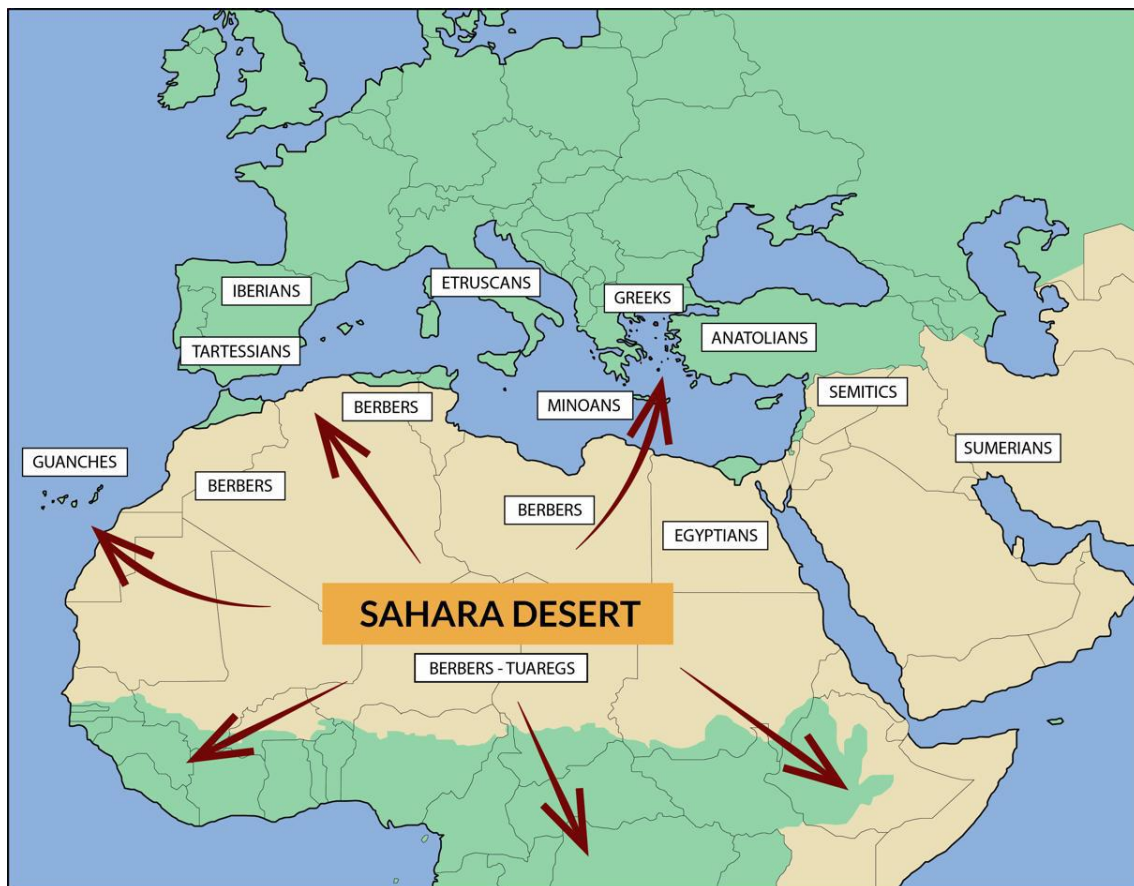 IBERIANS
ETRUSCANS
GREEKS
TARTESSIANS
ANATOLIANS
BERBERS
MINOANS
SEMITICS
GUANCHES
BERBERS
SUMERIANS
BERBERS
EGYPTIANS
SAHARA DESERT
BERBERS - TUAREGS